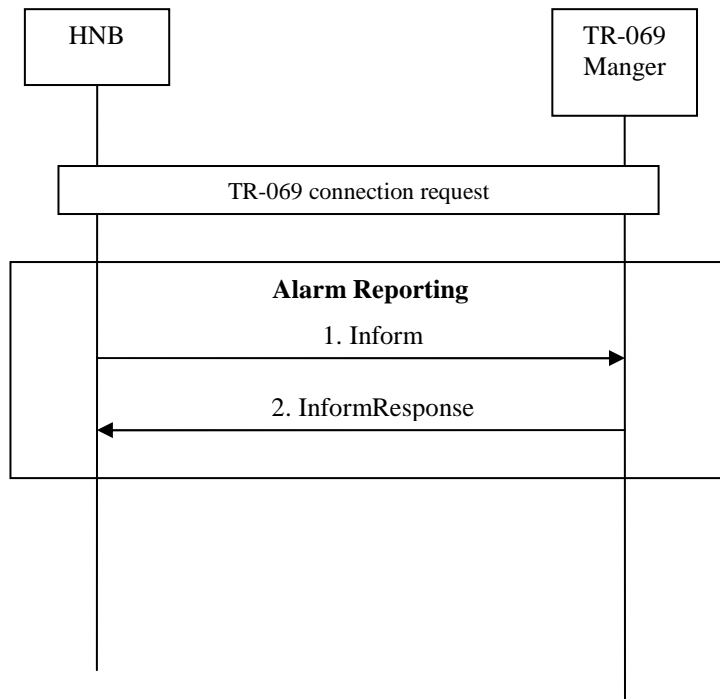 HNB
TR-069
Manger
TR-069 connection request
Alarm Reporting
1. Inform
2. InformResponse